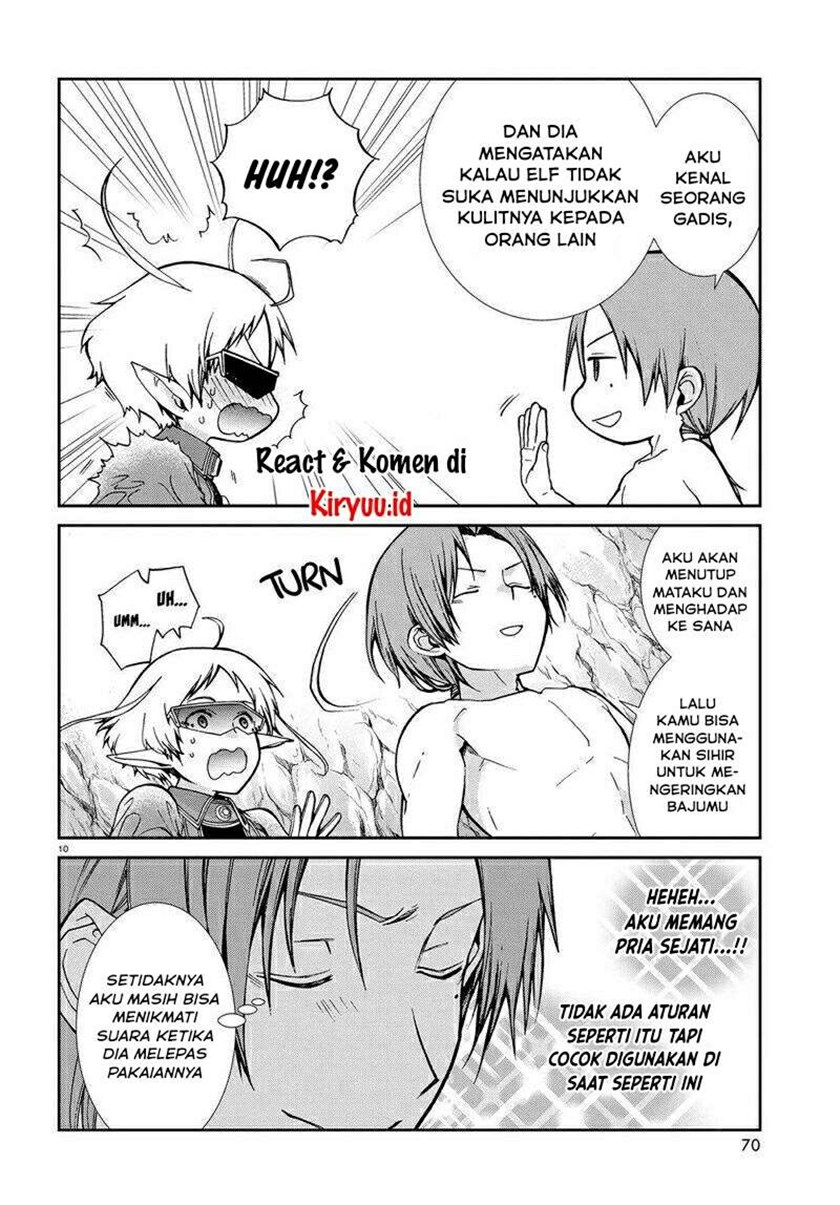 AKU
KENAL
SEORANG
GADIS,
DAN DIA
MENGATAKAN
KALAU ELF TIDAK
SUKA MENUNJUKKAN
KULITNYA KEPADA
ORANG LAIN
HUH!?
React & Komen di
Kiryuu.id
AKU AKAN
MENUTUP
MATAKU DAN
MENGHADAP
KE SANA
TURN
UH...
UMM...
LALU
KAMU BISA
MENGGUNA-
KAN SIHIR
UNTUK ME-
NGERINGKAN
BAJUMU
10
HEHEH...
AKU MEMANG
PRIA SEJATI...!!
TIDAK ADA ATURAN
SEPERTI ITU TAPI
COCOK DIGUNAKAN DI
SAAT SEPERTI INI
SETIDAKNYA
AKU MASIH BISA
MENIKMATI
SUARA KETIKA
DIA MELEPAS
PAKAIANNYA
70